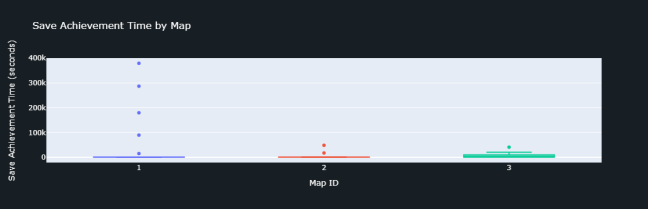 Save Achievement Time by Map
Save Achievement Time (seconds)
400k
300k
200k
100k
0
1 2 3
Map ID